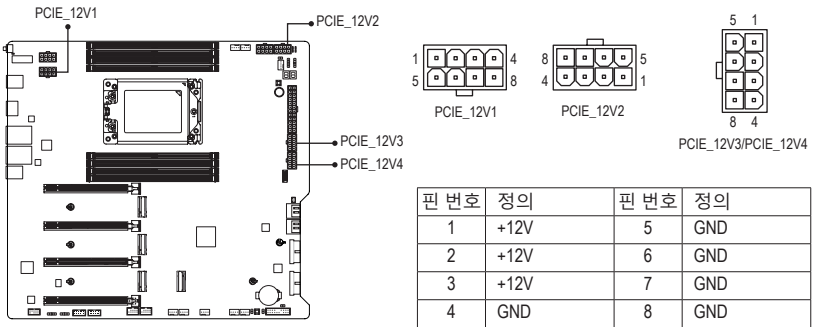 PCIE_12V1
PCIE_12V2
PCIE_12V3
PCIE_12V4
1 4
5 8
PCIE_12V1
8 5
4 1
PCIE_12V2
5 1
8 4
PCIE_12V3/PCIE_12V4
핀 번호 정의 핀 번호 정의
1 +12V 5 GND
2 +12V 6 GND
3 +12V 7 GND
4 GND 8 GND